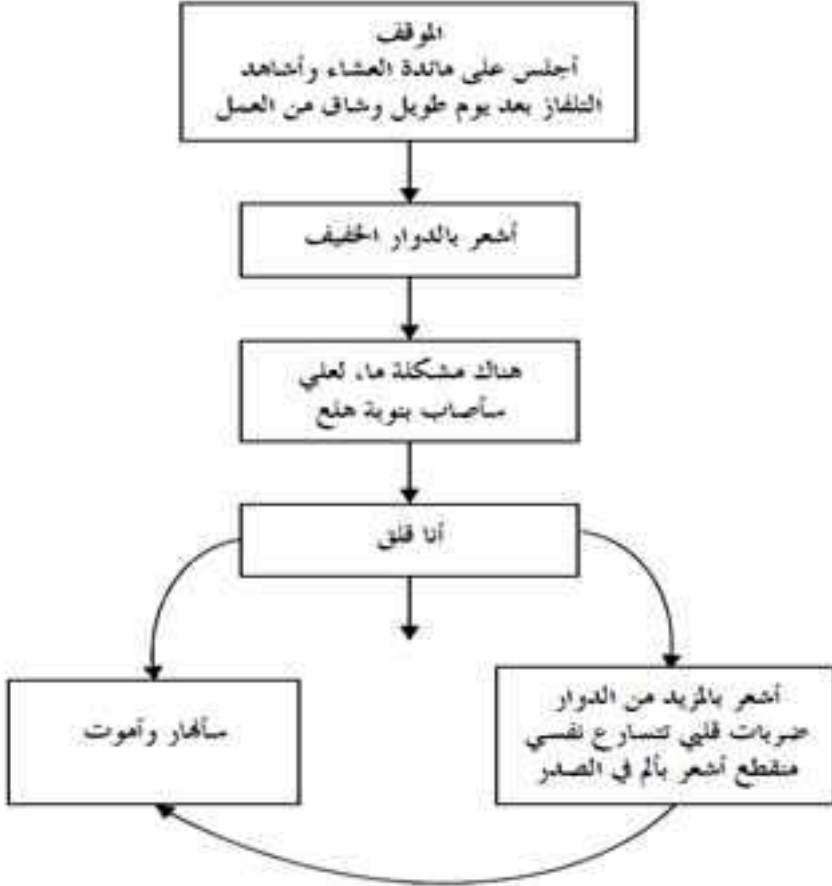 الموقف
أجلس على مائدة العشاء وأشاهد
التلفاز بعد يوم طويل وشاق من العمل
أشعر بالدوار الخفيف
هناك مشكلة ما، لعلي
سأصاب بنوبة هلع
أنا قلق
أشعر بالمزيد من الدوار
ضربات قلبي تتسارع نفسي
متقطع أشعر بألم في الصدر
سأنهار وأموت